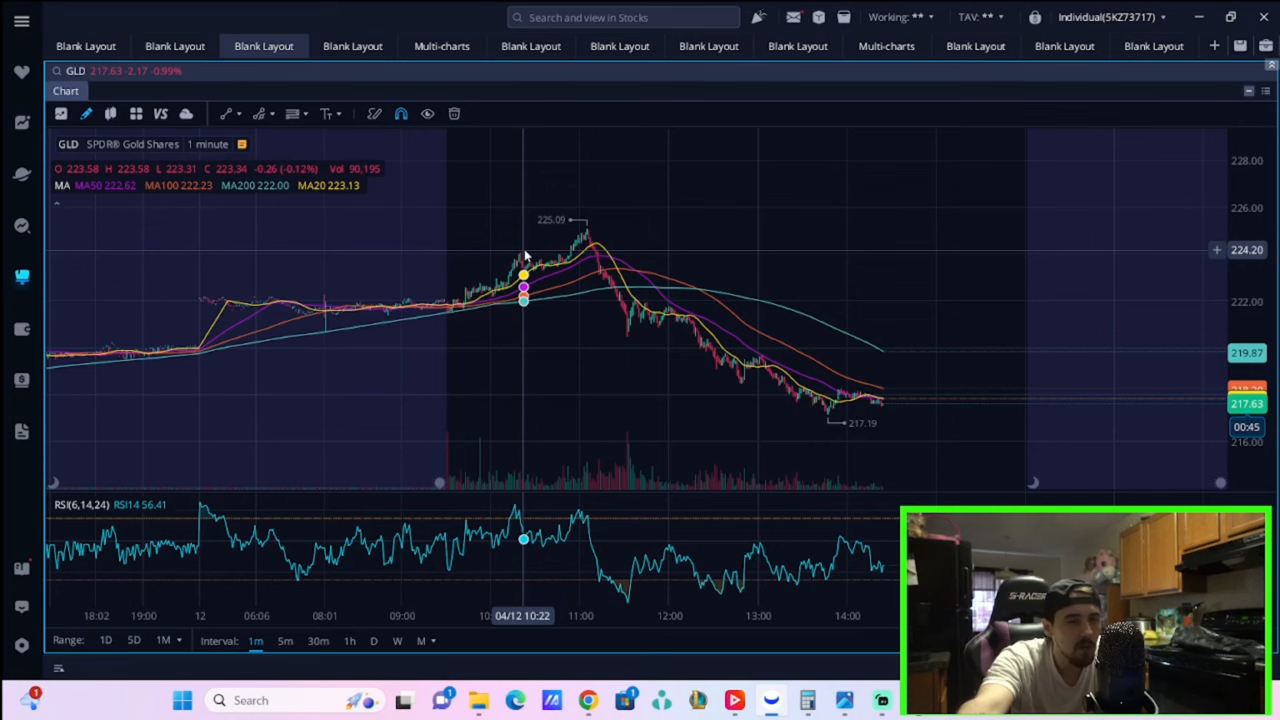 Search and view in Stocks
Working: **
TAV: **
Individual(5KZ73717)
Blank Layout
Blank Layout
Blank Layout
Blank Layout
Multi-charts
Blank Layout
Blank Layout
Blank Layout
Blank Layout
Multi-charts
Blank Layout
Blank Layout
Blank Layout
GLD 217.63 -2.17 -0.99%
Chart
VS
GLD SPDR® Gold Shares 1 minute
O 223.58 H 223.58 L 223.31 C 223.34 -0.26 (-0.12%) Vol 90,195
MA MA50 222.62 MA100 222.23 MA200 222.00 MA20 223.13
228.00
226.00
225.09
224.20
222.00
219.87
217.63
00:45
217.19
216.00
RSI(6,14,24) RSI14 56.41
18:02 19:00 12 06:06 08:01 09:00 04/12 10:22 11:00 12:00 13:00 14:00
Range: 1D 5D 1M Interval: 1m 5m 30m 1h D W M
S-RACER
1
Search
1
1